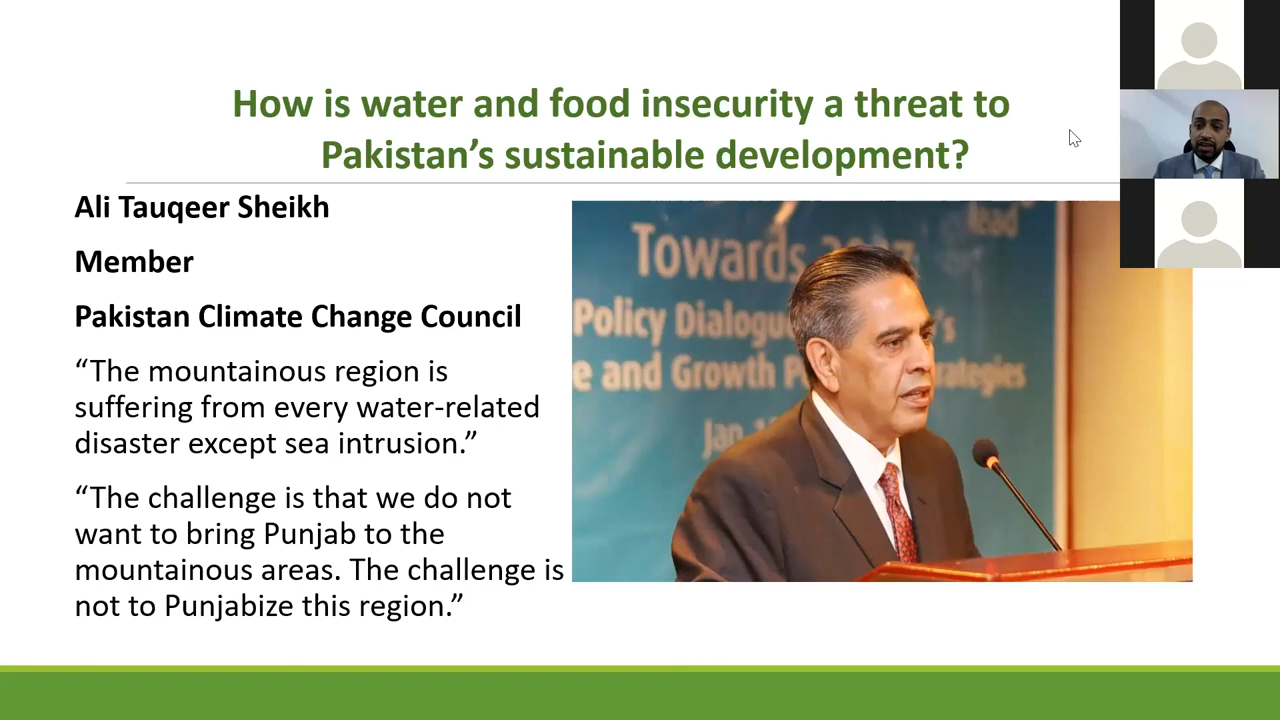 How is water and food insecurity a threat to
Pakistan’s sustainable development?
Ali Tauqeer Sheikh
Member
Pakistan Climate Change Council
“The mountainous region is
suffering from every water-related
disaster except sea intrusion.”
“The challenge is that we do not
want to bring Punjab to the
mountainous areas. The challenge is
not to Punjabize this region.”
Towards
Policy Dialogue
and Growth
Jan